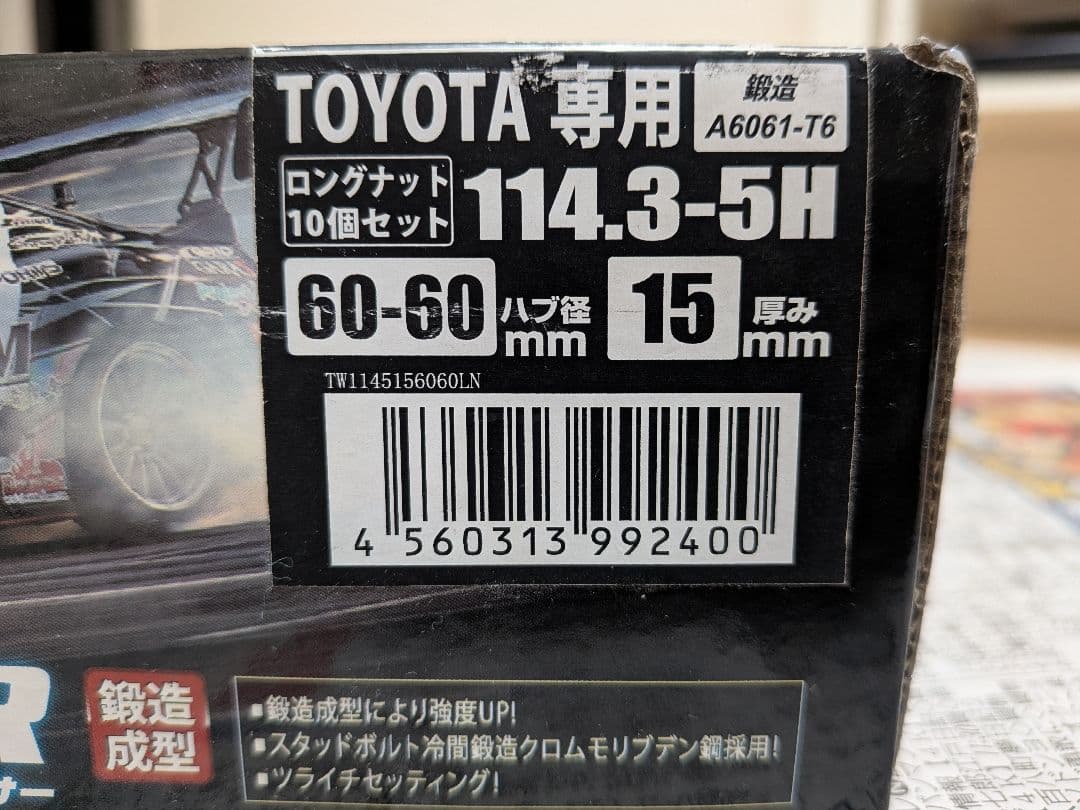 TOYOTA 専用
鍛造
A6061-T6
ロングナット
10個セット
114.3-5H
60-60
ハブ径
mm
15
厚み
mm
TW1145156060LN
4 560313 992400
R
サー
鍛造
成型
▪鍛造成型により強度UP!
▪スタッドボルト冷間鍛造クロムモリブデン鋼採用!
▪ツライチセッティング!